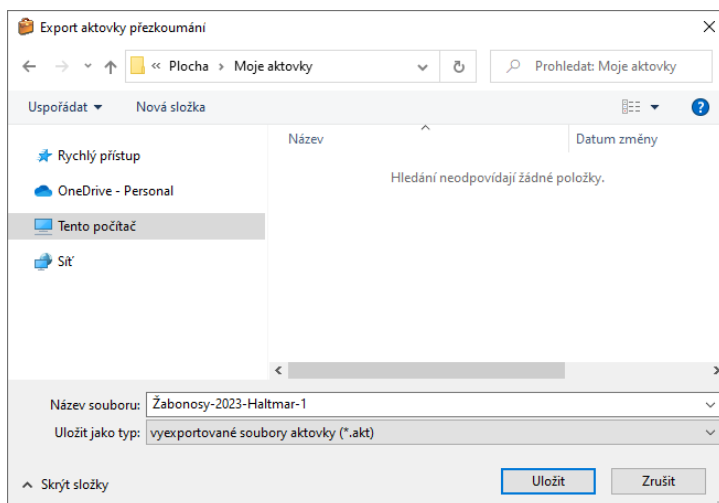 Export aktovky přezkoumání
« Plocha › Moje aktovky
Prohledat: Moje aktovky
Uspořádat
Nová složka
Název
Datum změny
Rychlý přístup
OneDrive - Personal
Tento počítač
Síť
Hledání neodpovídají žádné položky.
Název souboru: Žabonosy-2023-Haltmar-1
Uložit jako typ: vyexportované soubory aktovky (*.akt)
Skrýt složky
Uložit
Zrušit